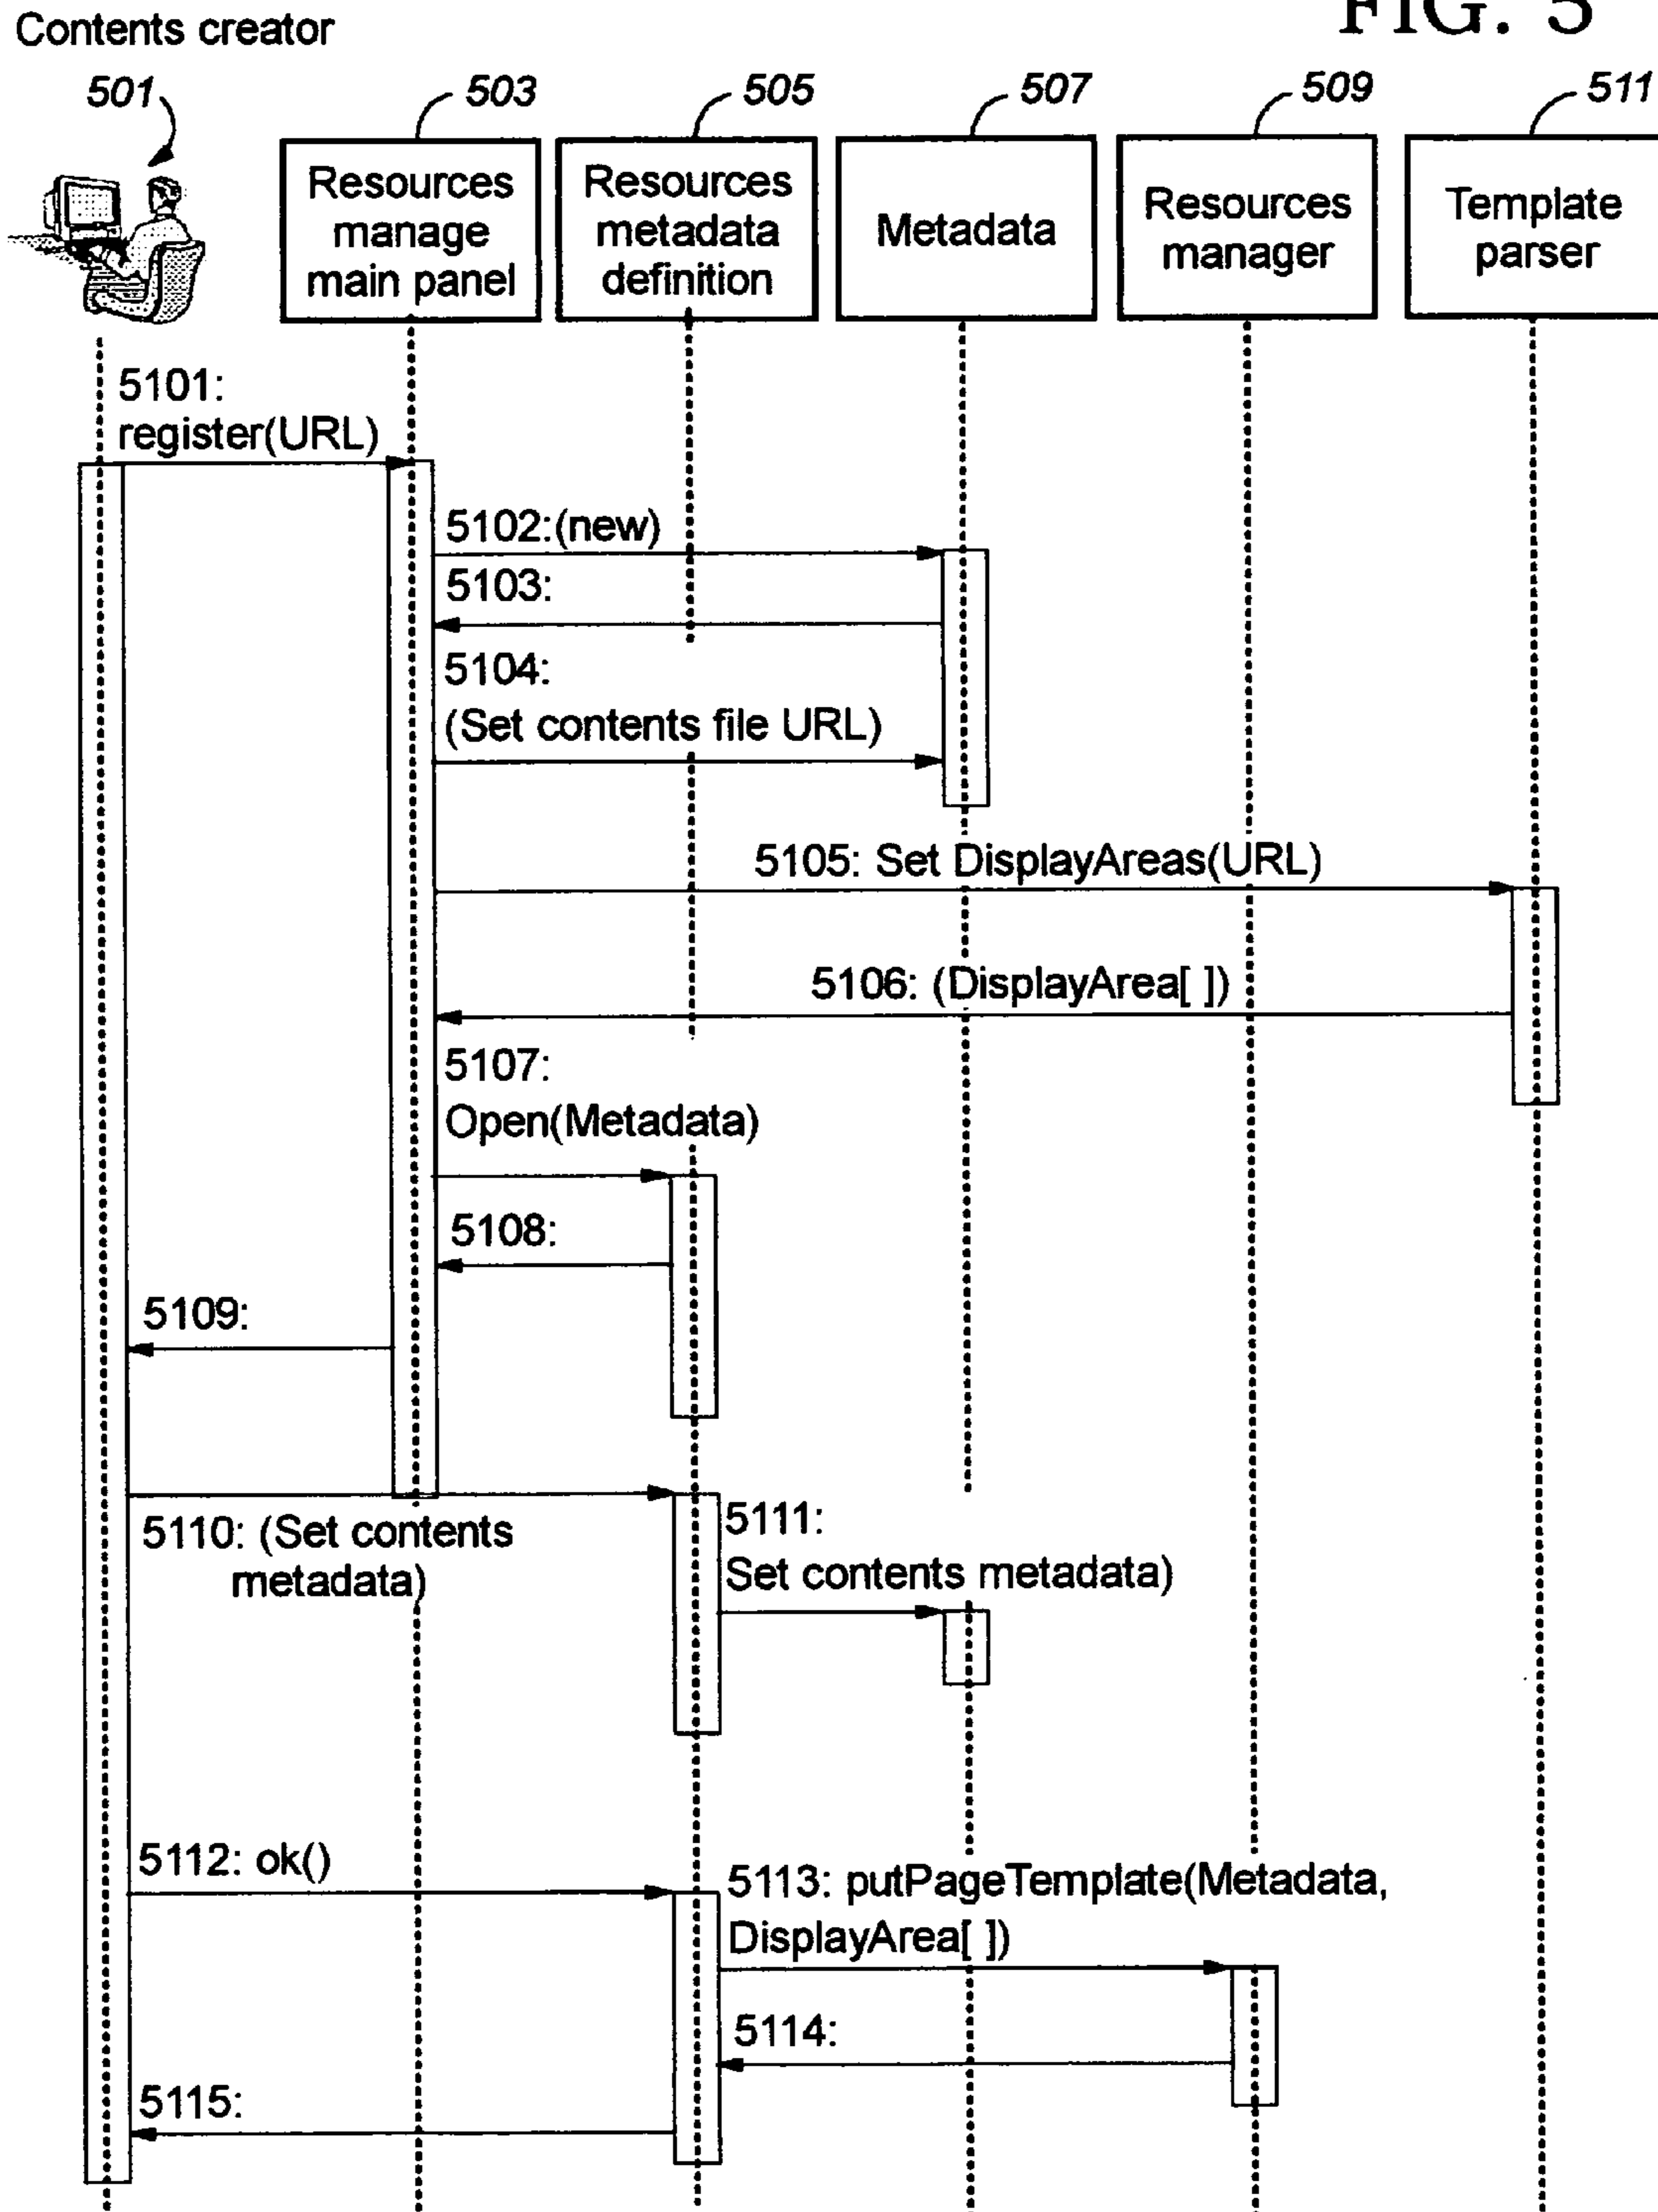 FIG. 5
Contents creator
501
503
505
507
509
511
Resources
manage
main panel
Resources
metadata
definition
Metadata
Resources
manager
Template
parser
5101:
register(URL)
5102:(new)
5103:
5104:
(Set contents file URL)
5105: Set DisplayAreas(URL)
5106: (DisplayArea[ ])
5107:
Open(Metadata)
5108:
5109:
5110: (Set contents
metadata)
5111:
Set contents metadata)
5112: ok()
5113: putPageTemplate(Metadata,
DisplayArea[ ])
5114:
5115: